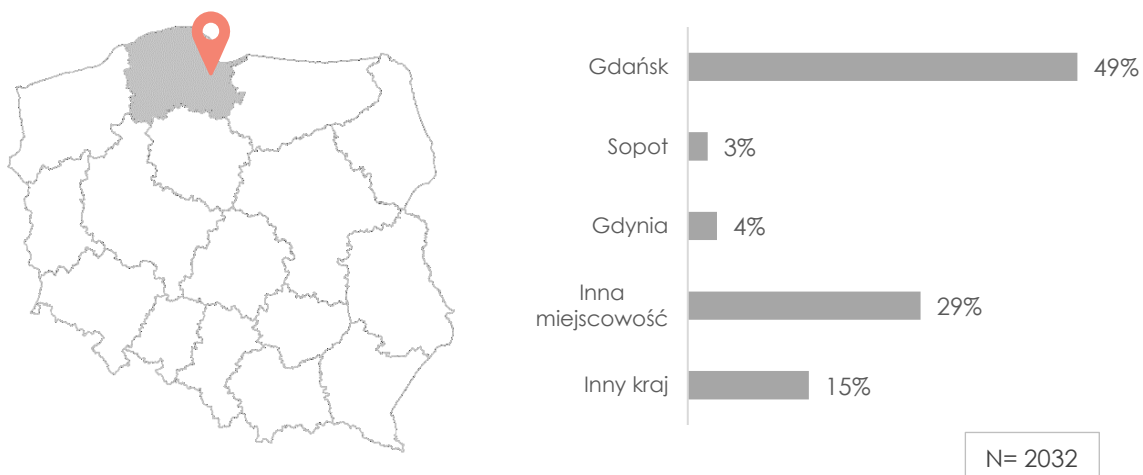 Gdańsk 49%
Sopot 3%
Gdynia 4%
Inna
miejscowość 29%
Inny kraj 15%
N= 2032